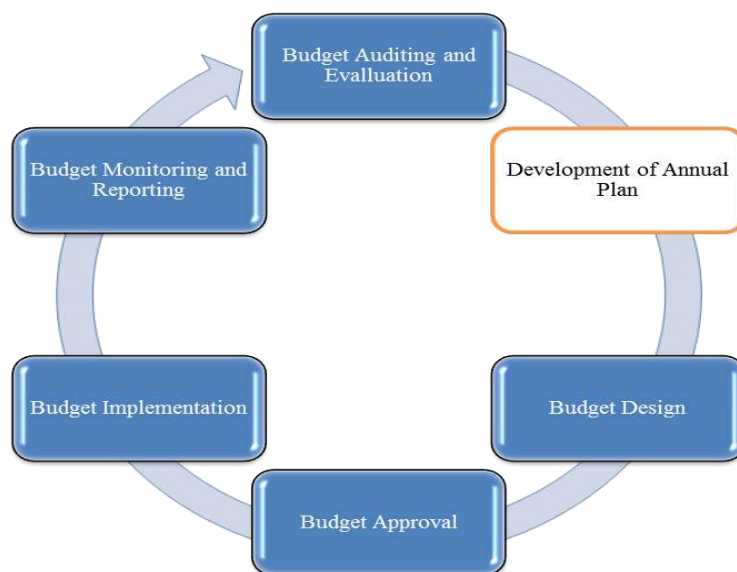 Budget Auditing and
Evalluation
Development of Annual
Plan
Budget Design
Budget Approval
Budget Implementation
Budget Monitoring and
Reporting